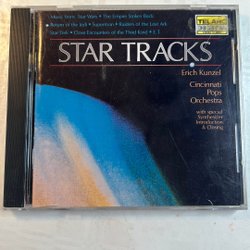 Music from: Star Wars • The Empire Strikes Back
Return of the Jedi • Superman • Raiders of the Lost Ark
Star Trek • Close Encounters of the Third Kind • E.T.
TELARC
STAR TRACKS
Erich Kunzel
Cincinnati
Pops
Orchestra
with special
Synthesizer
Introduction
& Closing